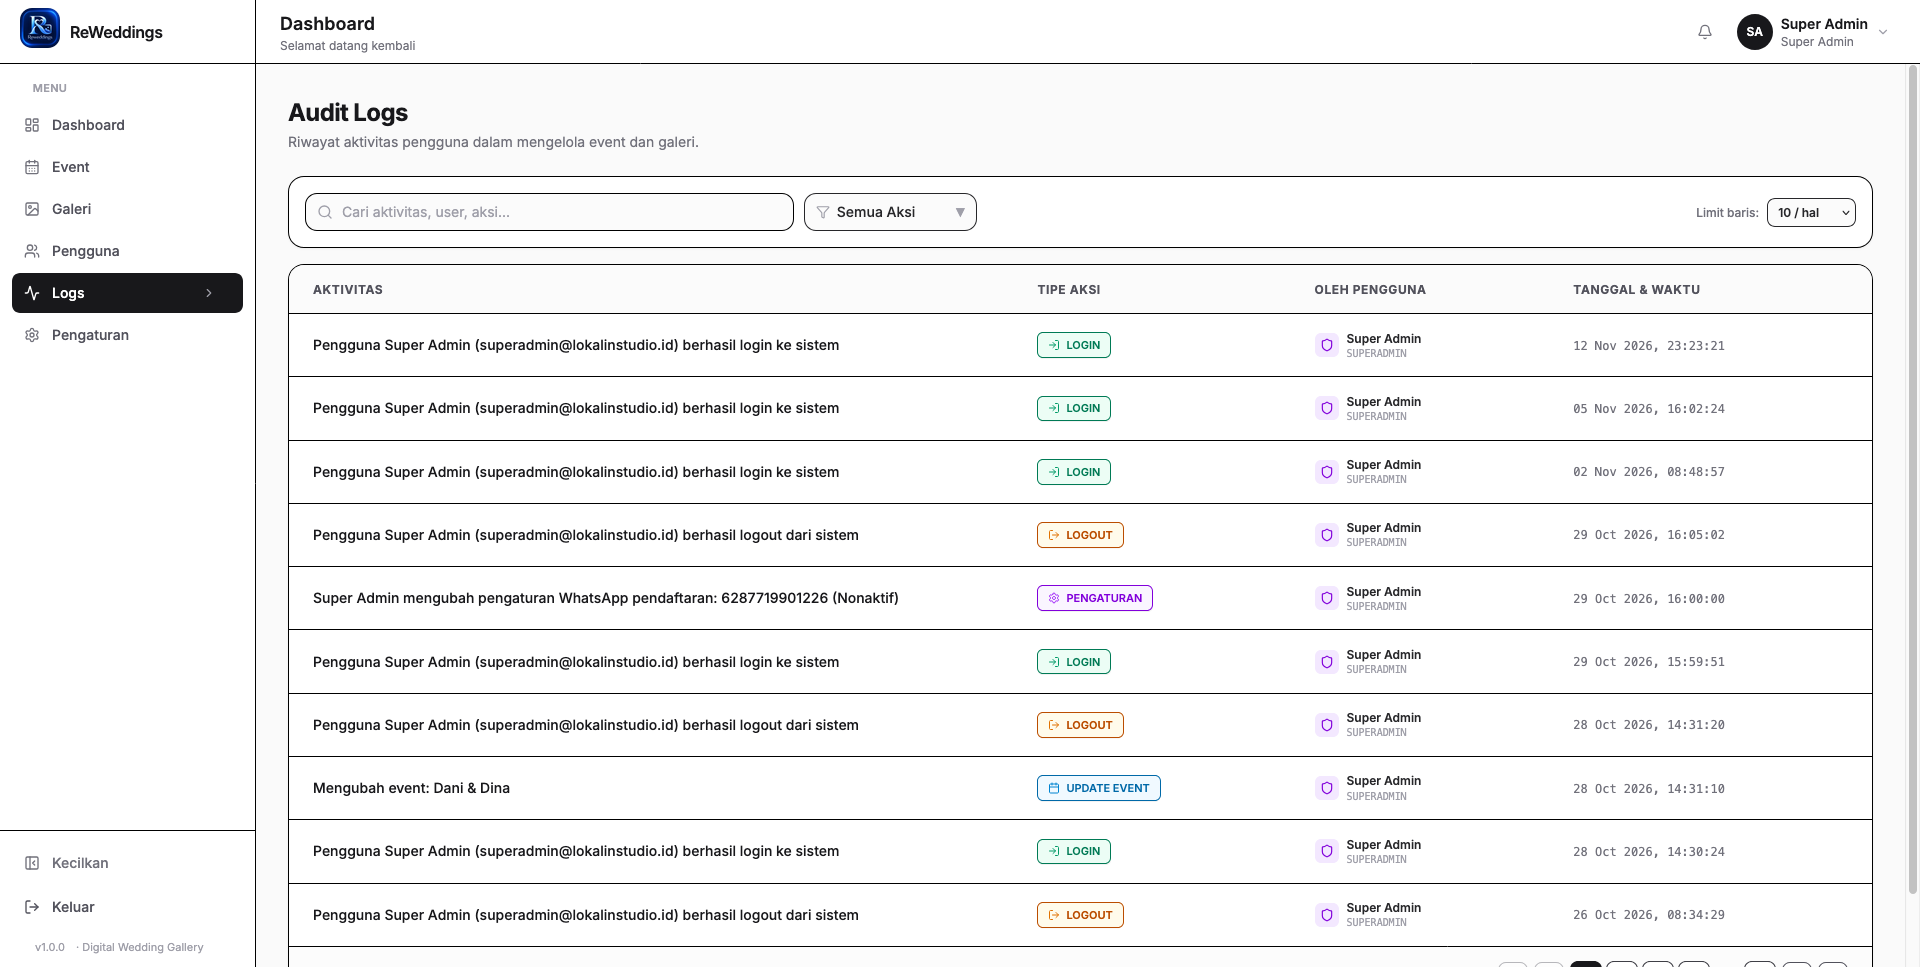 ReWeddings
Dashboard
Selamat datang kembali
SA
Super Admin
Super Admin
MENU
Dashboard
Event
Galeri
Pengguna
Logs
Pengaturan
Kecilkan
Keluar
v1.0.0 · Digital Wedding Gallery
Audit Logs
Riwayat aktivitas pengguna dalam mengelola event dan galeri.
Cari aktivitas, user, aksi...
Semua Aksi
Limit baris:
10 / hal
AKTIVITAS TIPE AKSI OLEH PENGGUNA TANGGAL & WAKTU
Pengguna Super Admin (superadmin@lokalinstudio.id) berhasil login ke sistem LOGIN Super Admin 12 Nov 2026, 23:23:21
SUPERADMIN
Pengguna Super Admin (superadmin@lokalinstudio.id) berhasil login ke sistem LOGIN Super Admin 05 Nov 2026, 16:02:24
SUPERADMIN
Pengguna Super Admin (superadmin@lokalinstudio.id) berhasil login ke sistem LOGIN Super Admin 02 Nov 2026, 08:48:57
SUPERADMIN
Pengguna Super Admin (superadmin@lokalinstudio.id) berhasil logout dari sistem LOGOUT Super Admin 29 Oct 2026, 16:05:02
SUPERADMIN
Super Admin mengubah pengaturan WhatsApp pendaftaran: 6287719901226 (Nonaktif) PENGATURAN Super Admin 29 Oct 2026, 16:00:00
SUPERADMIN
Pengguna Super Admin (superadmin@lokalinstudio.id) berhasil login ke sistem LOGIN Super Admin 29 Oct 2026, 15:59:51
SUPERADMIN
Pengguna Super Admin (superadmin@lokalinstudio.id) berhasil logout dari sistem LOGOUT Super Admin 28 Oct 2026, 14:31:20
SUPERADMIN
Mengubah event: Dani & Dina UPDATE EVENT Super Admin 28 Oct 2026, 14:31:10
SUPERADMIN
Pengguna Super Admin (superadmin@lokalinstudio.id) berhasil login ke sistem LOGIN Super Admin 28 Oct 2026, 14:30:24
SUPERADMIN
Pengguna Super Admin (superadmin@lokalinstudio.id) berhasil logout dari sistem LOGOUT Super Admin 26 Oct 2026, 08:34:29
SUPERADMIN